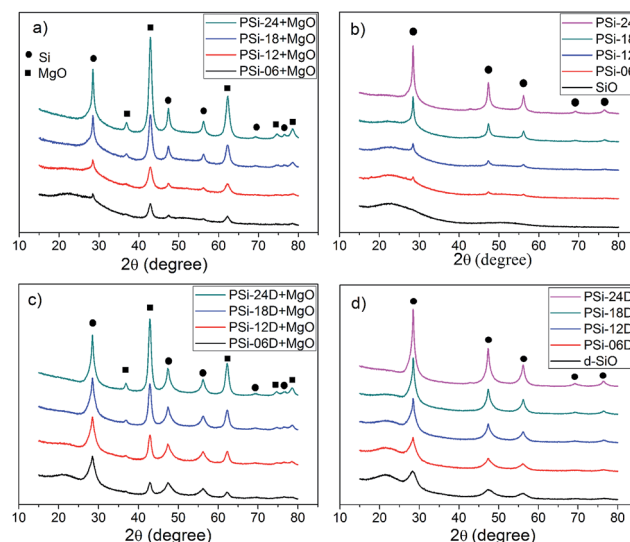 a)
PSi-24+MgO
PSi-18+MgO
PSi-12+MgO
PSi-06+MgO
Si
MgO
10 20 30 40 50 60 70 80
2θ (degree)
b)
PSi-24
PSi-18
PSi-12
PSi-06
SiO
10 20 30 40 50 60 70 80
2θ (degree)
c)
PSi-24D+MgO
PSi-18D+MgO
PSi-12D+MgO
PSi-06D+MgO
10 20 30 40 50 60 70 80
2θ (degree)
d)
PSi-24D
PSi-18D
PSi-12D
PSi-06D
d-SiO
10 20 30 40 50 60 70 80
2θ (degree)